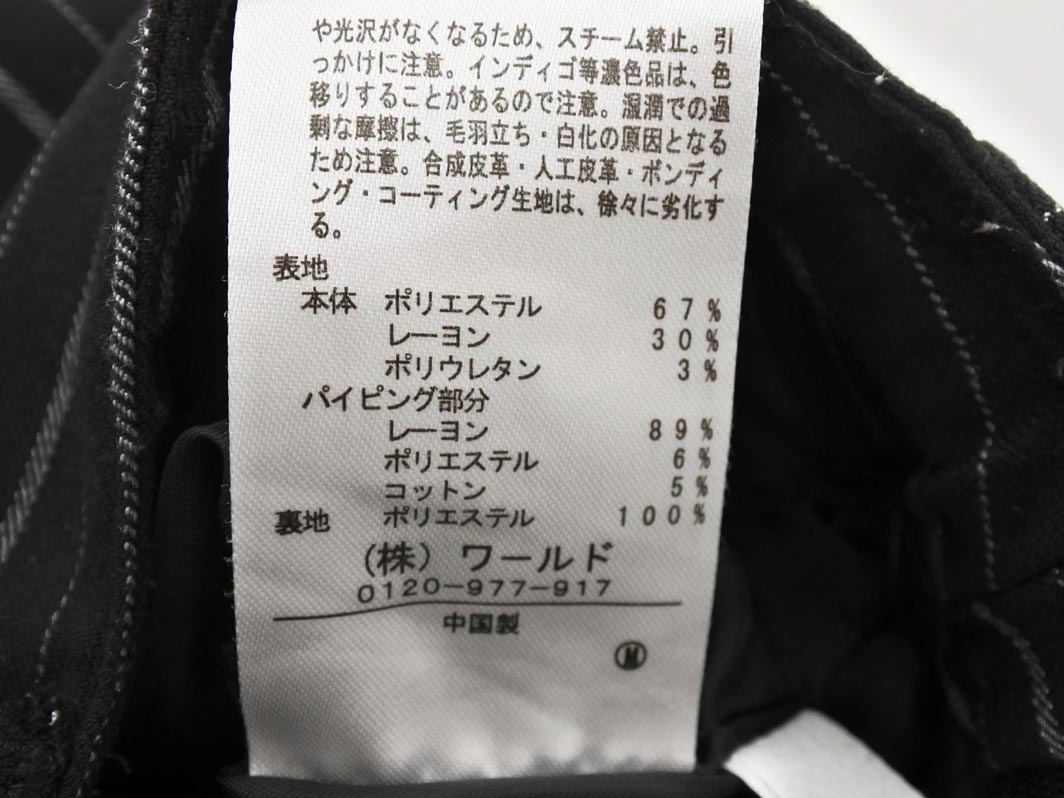 や光沢がなくなるため、スチーム禁止。引
っかけに注意。インディゴ等濃色品は、色
移りすることがあるので注意。湿潤での過
剰な摩擦は、毛羽立ち・白化の原因となる
ため注意。合成皮革・人工皮革・ボンディ
ング・コーティング生地は、徐々に劣化す
る。
表地
本体 ポリエステル 67%
レーヨン 30%
ポリウレタン 3%
パイピング部分
レーヨン 89%
ポリエステル 6%
コットン 5%
裏地 ポリエステル 100%
(株) ワールド
0120-977-917
中国製
Ⓜ